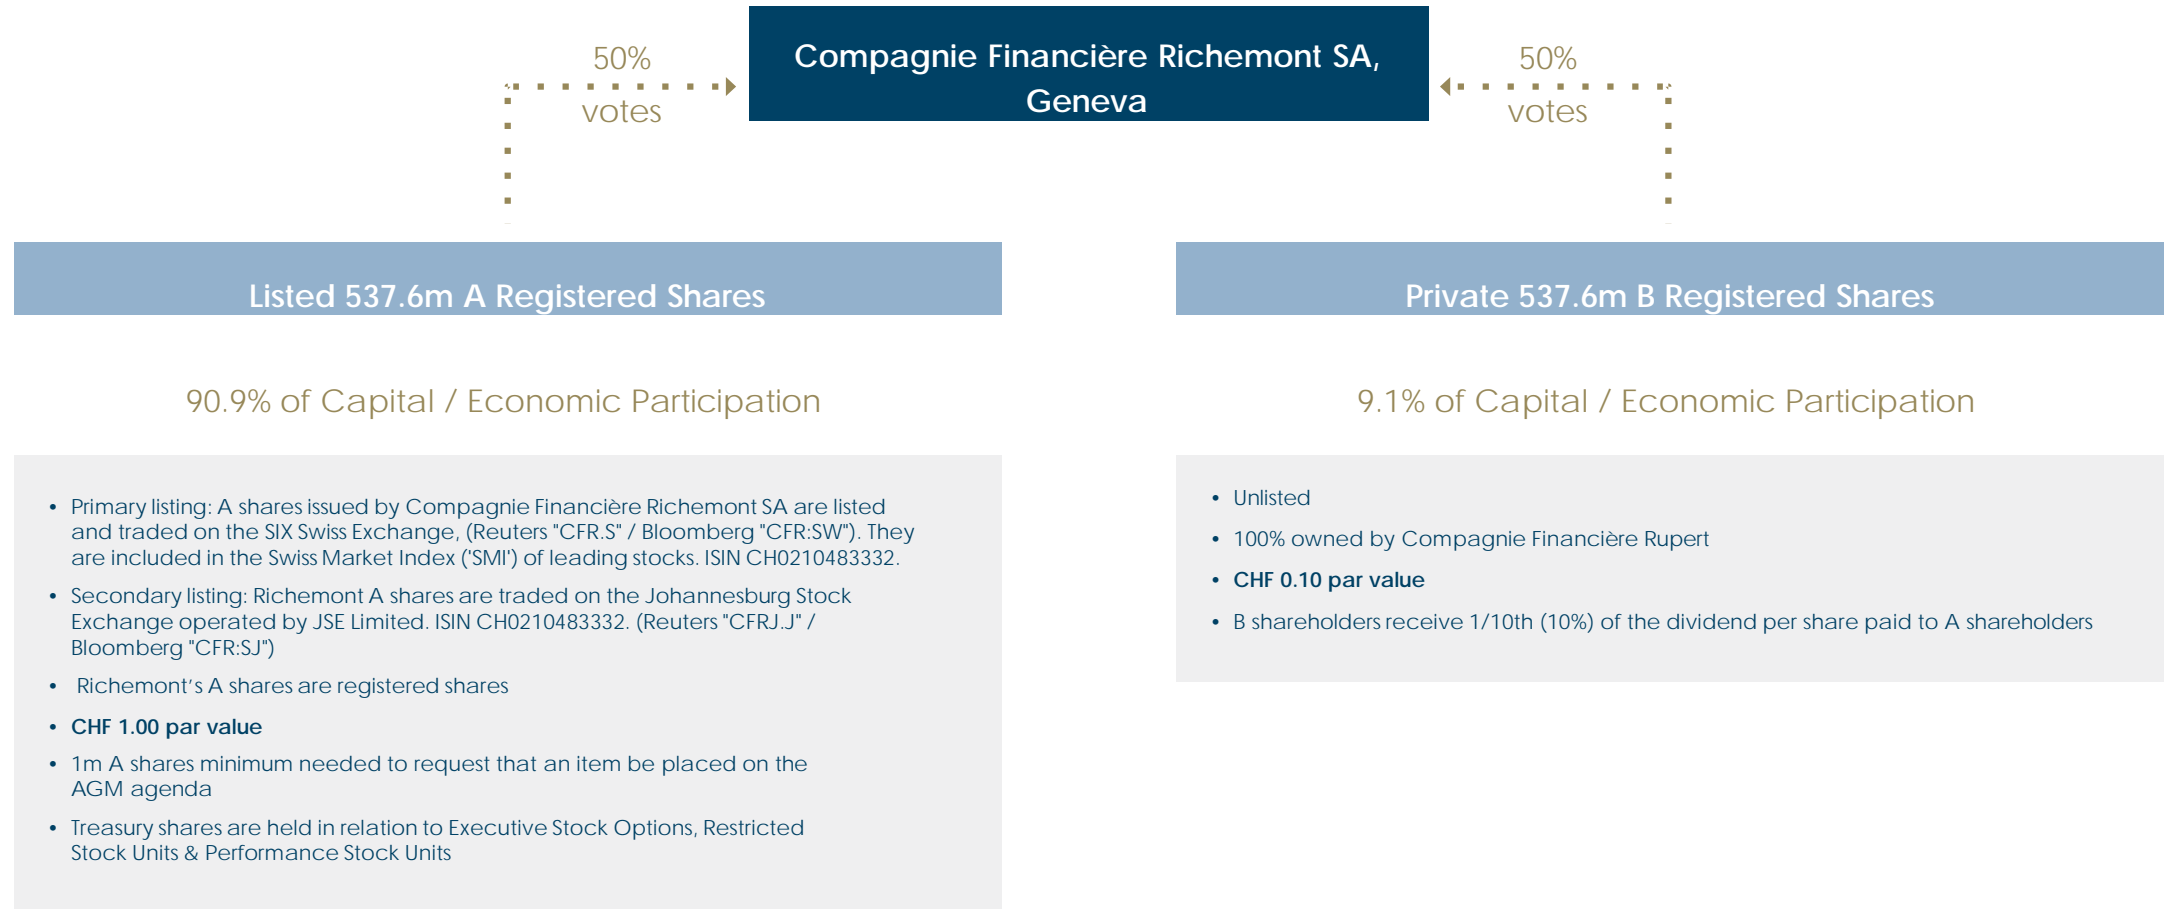 50%
votes
Compagnie Financière Richemont SA,
Geneva
50%
votes
Listed 537.6m A Registered Shares
90.9% of Capital / Economic Participation
• Primary listing: A shares issued by Compagnie Financière Richemont SA are listed
and traded on the SIX Swiss Exchange, (Reuters "CFR.S" / Bloomberg "CFR:SW"). They
are included in the Swiss Market Index ('SMI') of leading stocks. ISIN CH0210483332.
• Secondary listing: Richemont A shares are traded on the Johannesburg Stock
Exchange operated by JSE Limited. ISIN CH0210483332. (Reuters "CFRJ.J" /
Bloomberg "CFR:SJ")
• Richemont’s A shares are registered shares
• CHF 1.00 par value
• 1m A shares minimum needed to request that an item be placed on the
AGM agenda
• Treasury shares are held in relation to Executive Stock Options, Restricted
Stock Units & Performance Stock Units
Private 537.6m B Registered Shares
9.1% of Capital / Economic Participation
• Unlisted
• 100% owned by Compagnie Financière Rupert
• CHF 0.10 par value
• B shareholders receive 1/10th (10%) of the dividend per share paid to A shareholders